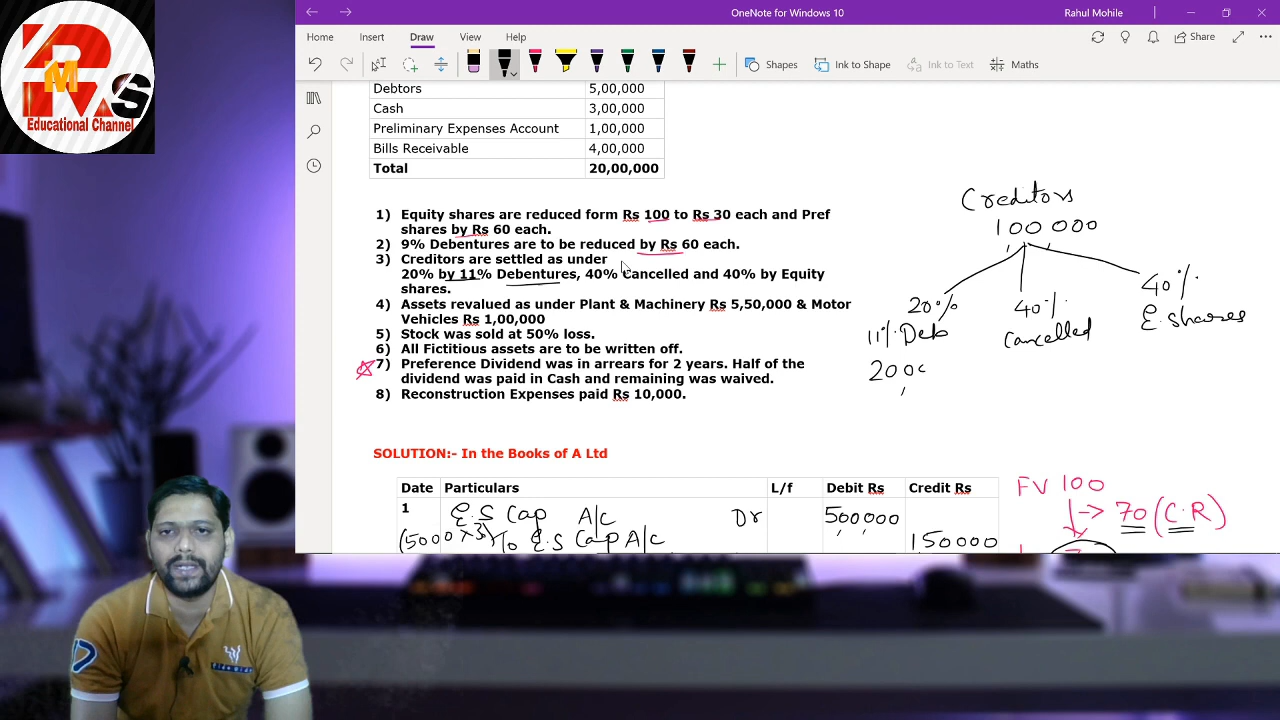 OneNote for Windows 10
Rahul Mohile
Home Insert Draw View Help
Share
Shapes Ink to Shape Ink to Text Maths
R
M
S
Educational Channel
Debtors 5,00,000
Cash 3,00,000
Preliminary Expenses Account 1,00,000
Bills Receivable 4,00,000
Total 20,00,000
1) Equity shares are reduced form Rs 100 to Rs 30 each and Pref
shares by Rs 60 each.
2) 9% Debentures are to be reduced by Rs 60 each.
3) Creditors are settled as under
20% by 11% Debentures, 40% Cancelled and 40% by Equity
shares.
4) Assets revalued as under Plant & Machinery Rs 5,50,000 & Motor
Vehicles Rs 1,00,000
5) Stock was sold at 50% loss.
6) All Fictitious assets are to be written off.
7) Preference Dividend was in arrears for 2 years. Half of the
dividend was paid in Cash and remaining was waived.
8) Reconstruction Expenses paid Rs 10,000.
Creditors
100 000
20%
11% Deb
200
40%
Cancelled
40%
E.shares
SOLUTION:- In the Books of A Ltd
Date Particulars L/f Debit Rs Credit Rs
1 E.S Cap A/c Dr 500000
To E.S Cap A/c 150000
FV 100
-> 70 (C.R)